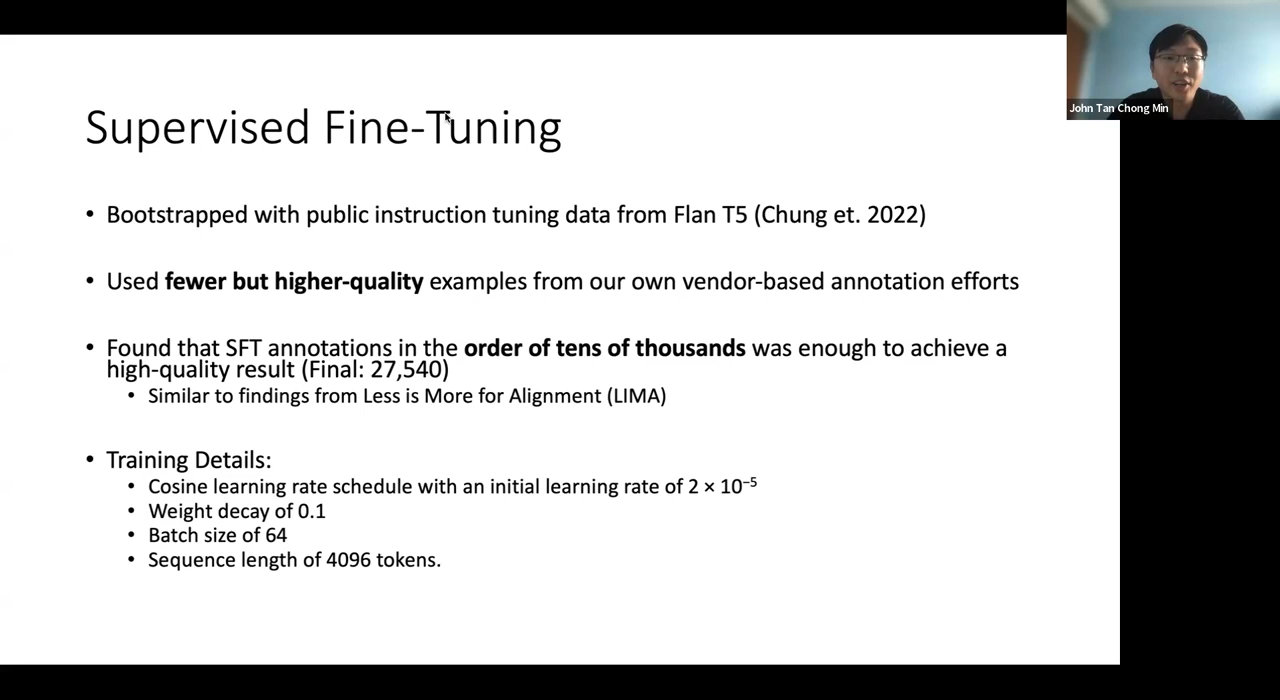 John Tan Chong Min
Supervised Fine-Tuning
• Bootstrapped with public instruction tuning data from Flan T5 (Chung et. 2022)
• Used fewer but higher-quality examples from our own vendor-based annotation efforts
• Found that SFT annotations in the order of tens of thousands was enough to achieve a
high-quality result (Final: 27,540)
• Similar to findings from Less is More for Alignment (LIMA)
• Training Details:
• Cosine learning rate schedule with an initial learning rate of 2 × 10⁻⁵
• Weight decay of 0.1
• Batch size of 64
• Sequence length of 4096 tokens.